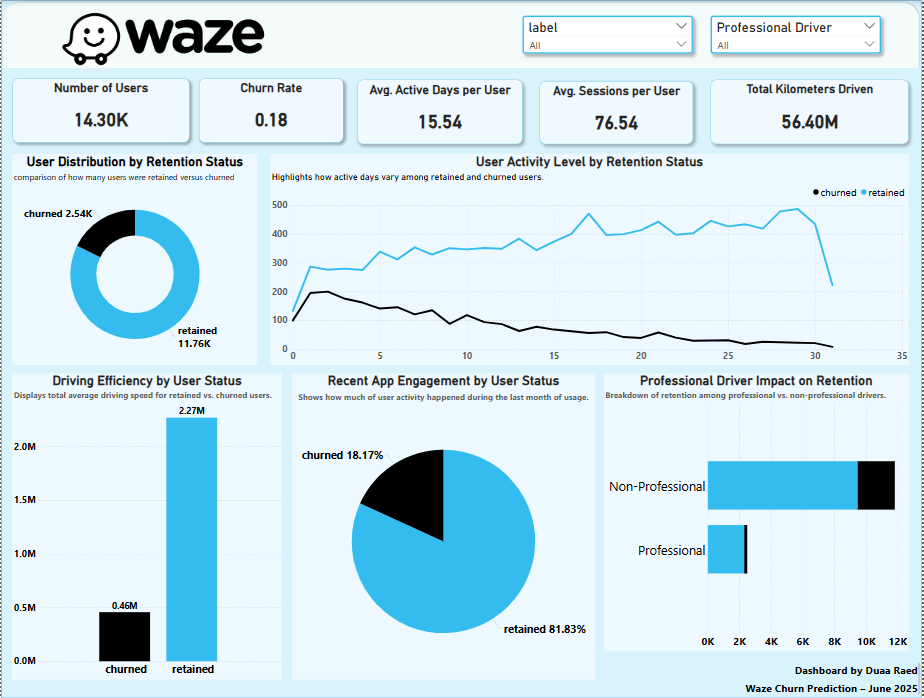 waze
label
All
Professional Driver
All
Number of Users
14.30K
Churn Rate
0.18
Avg. Active Days per User
15.54
Avg. Sessions per User
76.54
Total Kilometers Driven
56.40M
User Distribution by Retention Status
comparison of how many users were retained versus churned
churned 2.54K
retained
11.76K
User Activity Level by Retention Status
Highlights how active days vary among retained and churned users.
churned retained
500
400
300
200
100
0
0 5 10 15 20 25 30 35
Driving Efficiency by User Status
Displays total average driving speed for retained vs. churned users.
2.27M
2.0M
1.5M
1.0M
0.5M
0.46M
0.0M
churned retained
Recent App Engagement by User Status
Shows how much of user activity happened during the last month of usage.
churned 18.17%
retained 81.83%
Professional Driver Impact on Retention
Breakdown of retention among professional vs. non-professional drivers.
Non-Professional
Professional
0K 2K 4K 6K 8K 10K 12K
Dashboard by Duaa Raed
Waze Churn Prediction – June 2025